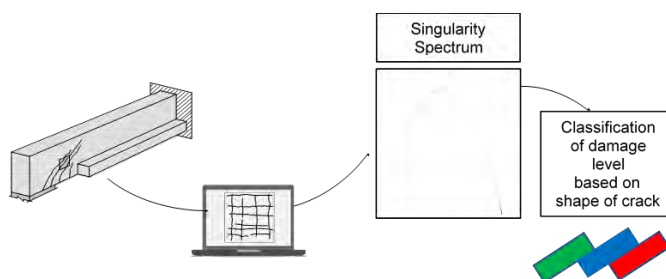 Singularity
Spectrum
Classification
of damage
level
based on
shape of crack